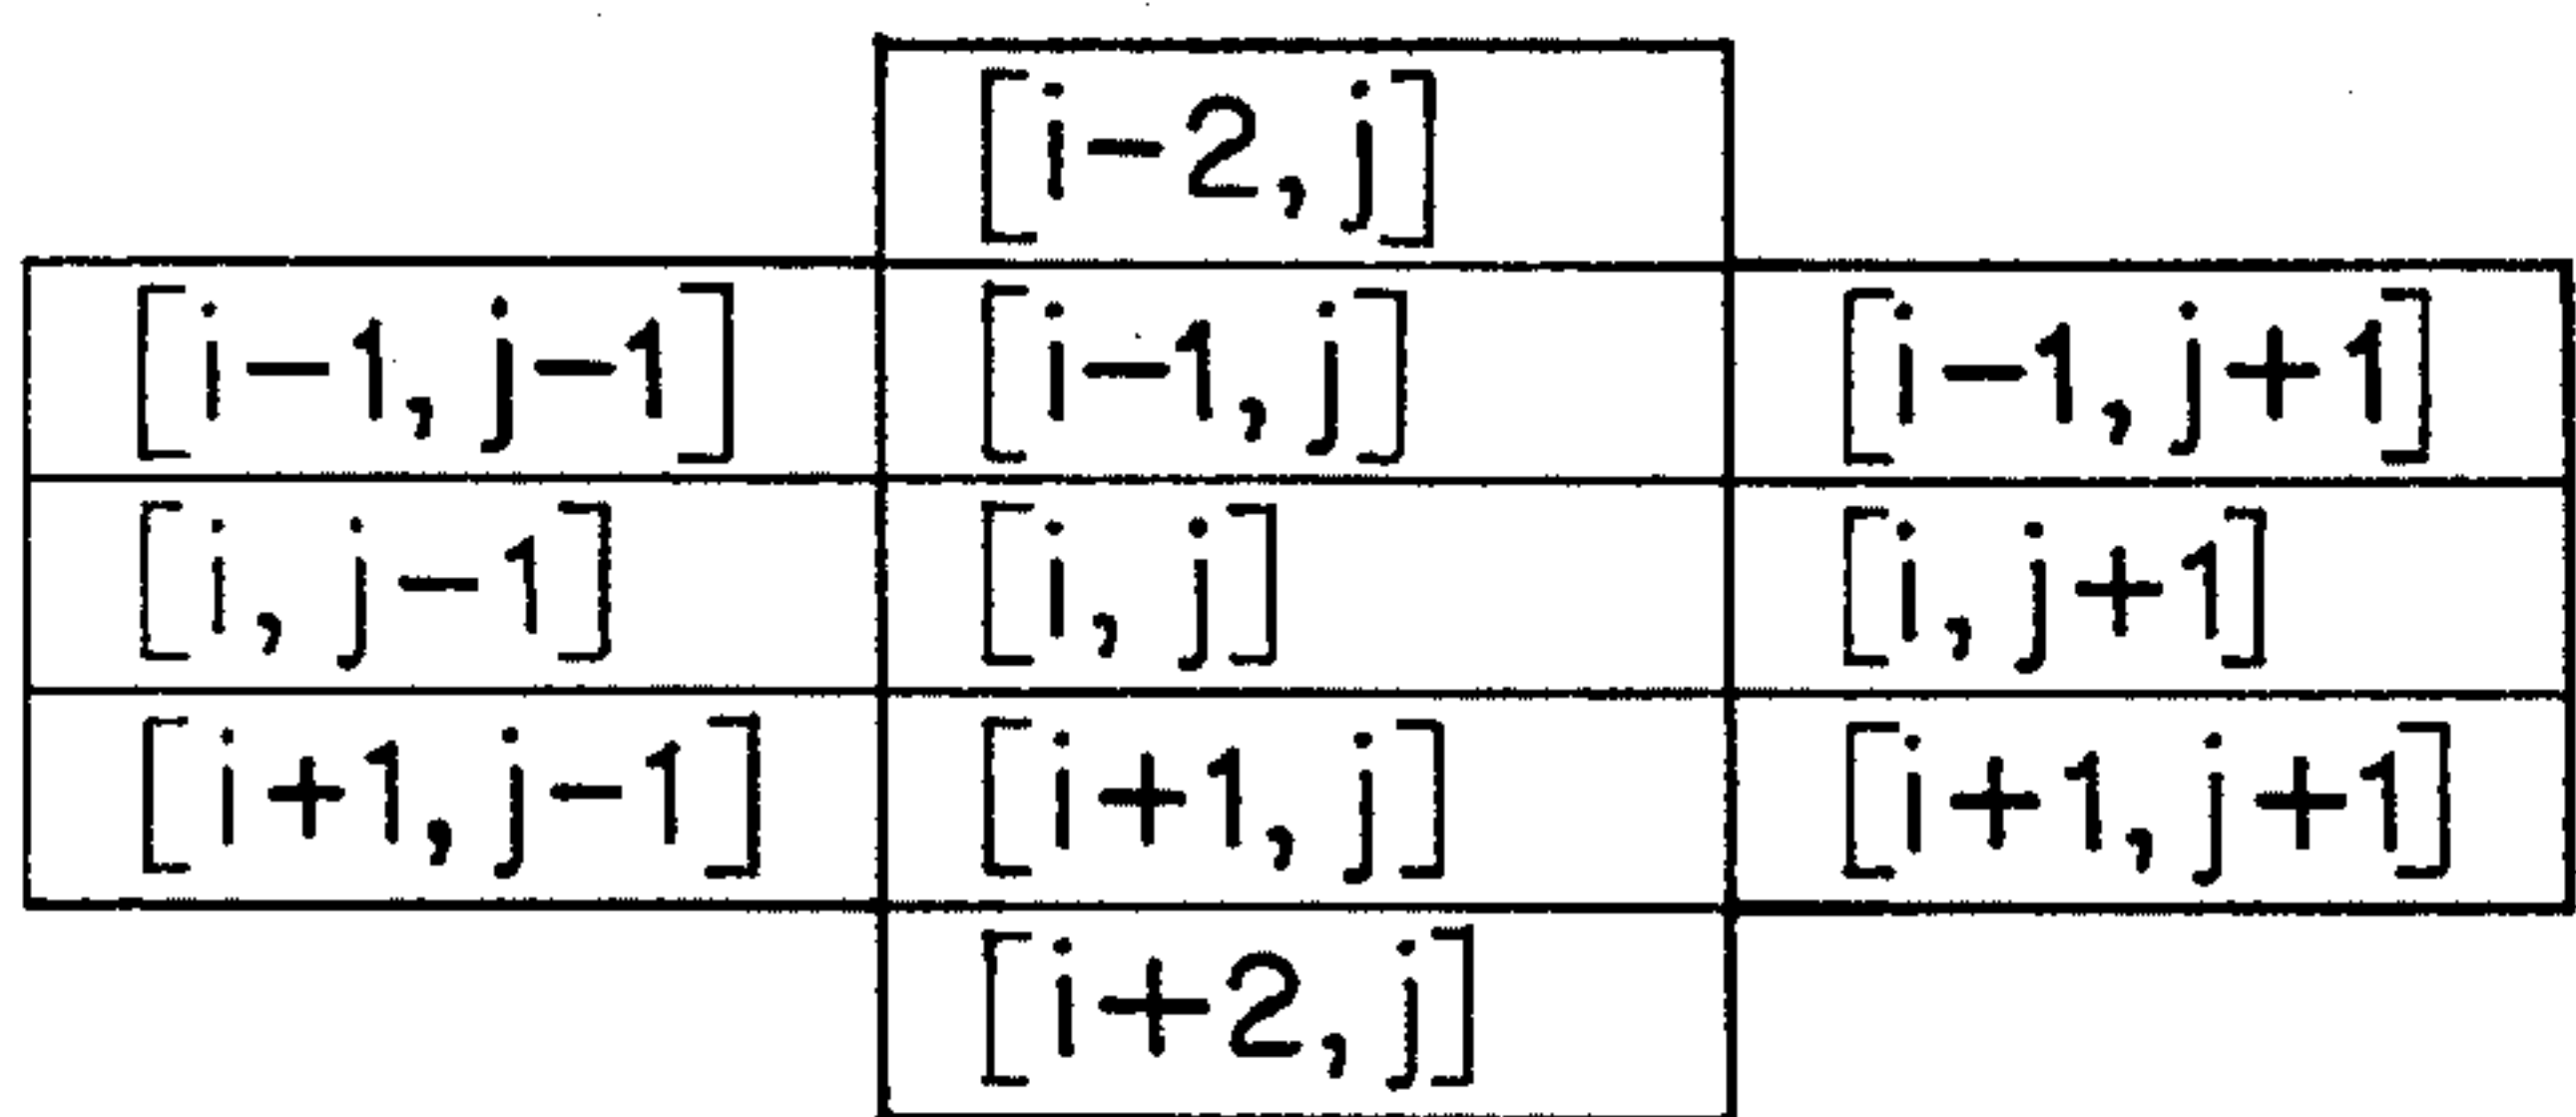 [i-2, j]
[i-1, j-1] [i-1, j] [i-1, j+1]
[i, j-1] [i, j] [i, j+1]
[i+1, j-1] [i+1, j] [i+1, j+1]
[i+2, j]